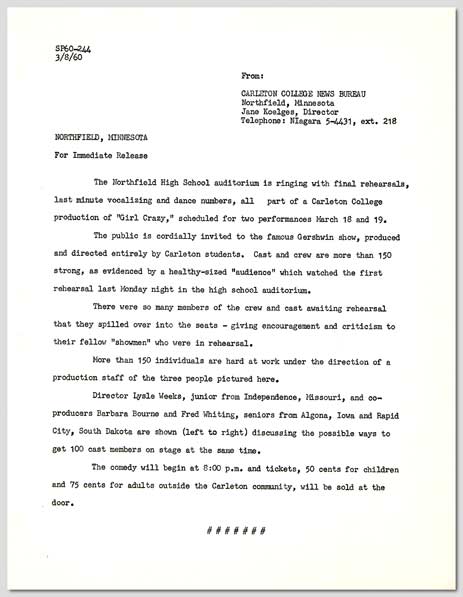 SP60-244
3/8/60
From:
CARLETON COLLEGE NEWS BUREAU
Northfield, Minnesota
Jane Koelges, Director
Telephone: NIagara 5-4431, ext. 218
NORTHFIELD, MINNESOTA
For Immediate Release
The Northfield High School auditorium is ringing with final rehearsals,
last minute vocalizing and dance numbers, all part of a Carleton College
production of "Girl Crazy," scheduled for two performances March 18 and 19.
The public is cordially invited to the famous Gershwin show, produced
and directed entirely by Carleton students. Cast and crew are more than 150
strong, as evidenced by a healthy-sized "audience" which watched the first
rehearsal last Monday night in the high school auditorium.
There were so many members of the crew and cast awaiting rehearsal
that they spilled over into the seats - giving encouragement and criticism to
their fellow "showmen" who were in rehearsal.
More than 150 individuals are hard at work under the direction of a
production staff of the three people pictured here.
Director Lysle Weeks, junior from Independence, Missouri, and co-
producers Barbara Bourne and Fred Whiting, seniors from Algona, Iowa and Rapid
City, South Dakota are shown (left to right) discussing the possible ways to
get 100 cast members on stage at the same time.
The comedy will begin at 8:00 p.m. and tickets, 50 cents for children
and 75 cents for adults outside the Carleton community, will be sold at the
door.
# # # # # # #